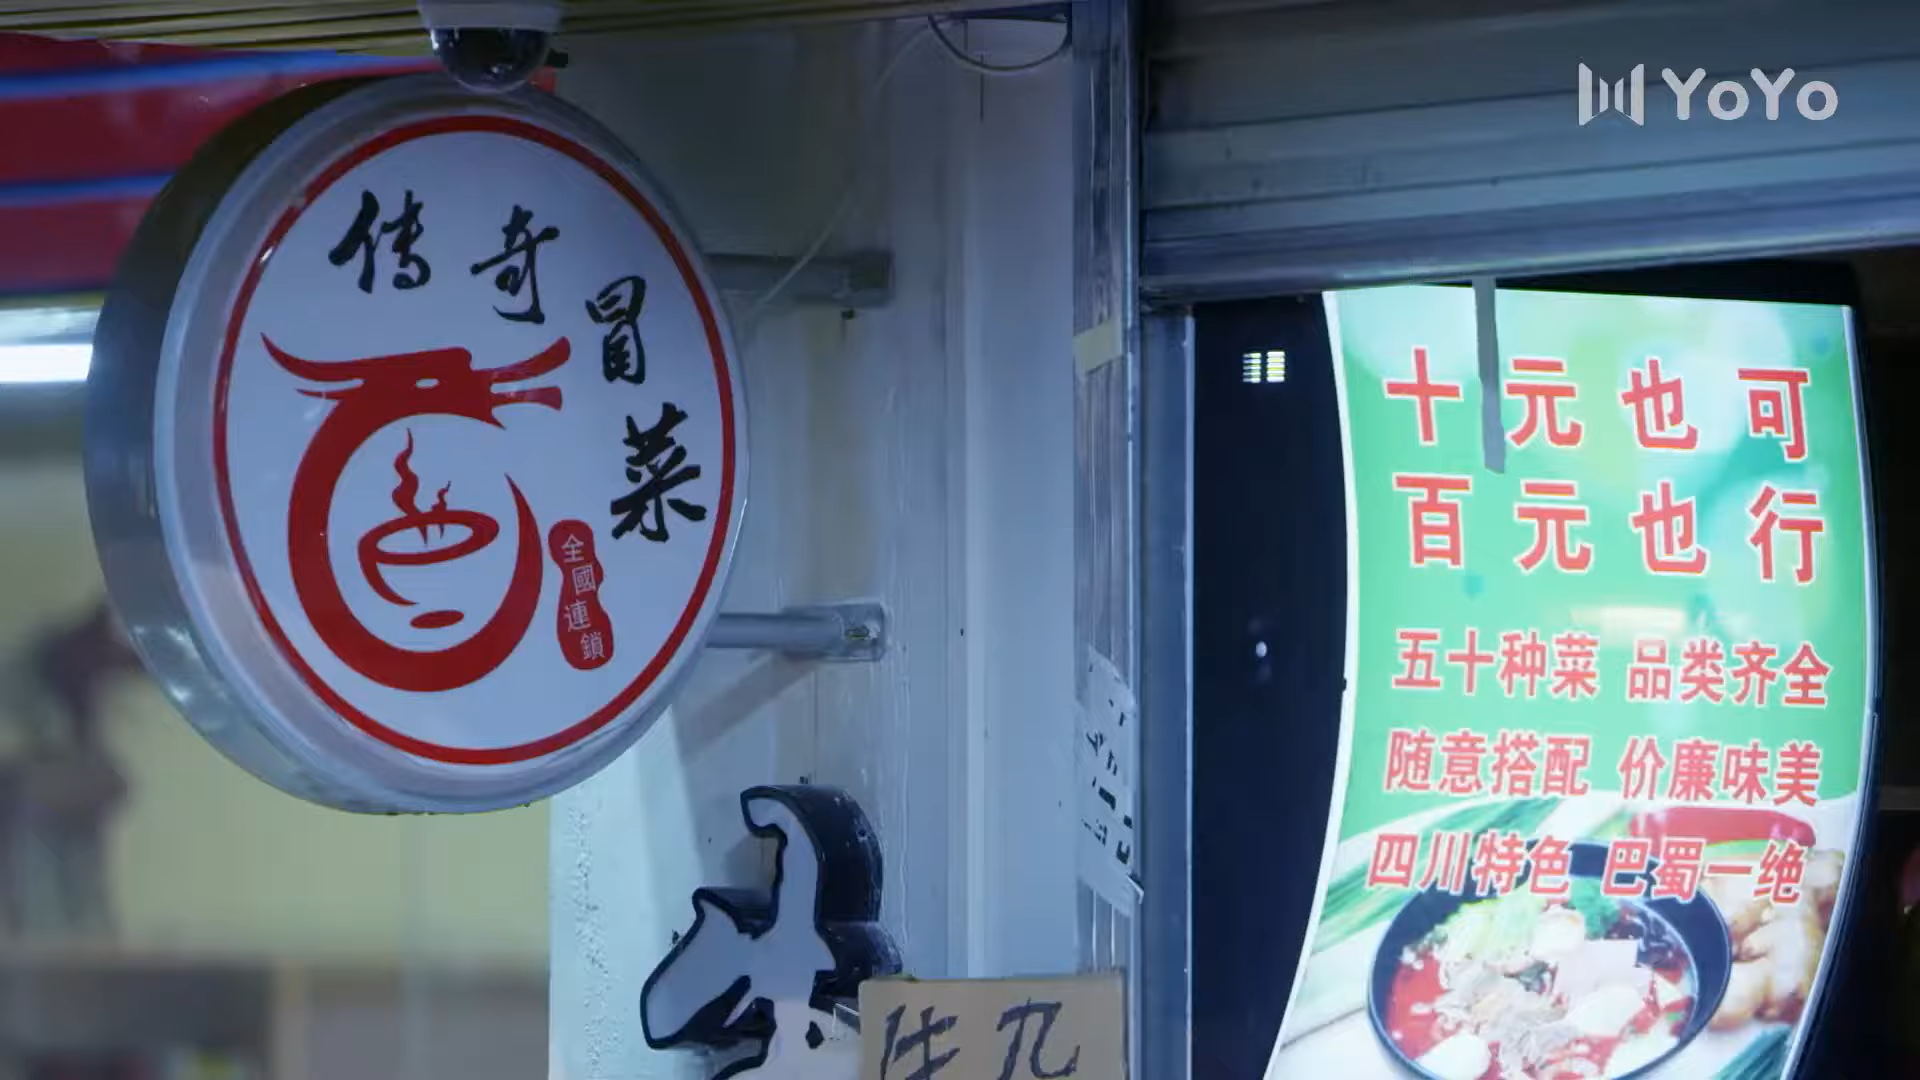 YoYo
传奇冒菜
全國連鎖
十元也可
百元也行
五十种菜 品类齐全
随意搭配 价廉味美
四川特色 巴蜀一绝